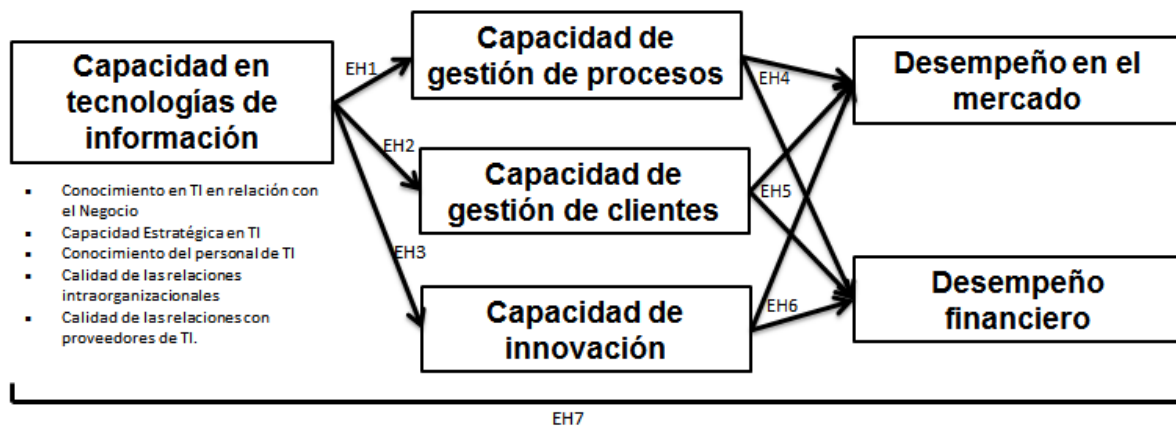 Capacidad en
tecnologías de
información
Conocimiento en TI en relación con
el Negocio
Capacidad Estratégica en TI
Conocimiento del personal de TI
Calidad de las relaciones
intraorganizacionales
Calidad de las relaciones con
proveedores de TI.
EH1
EH2
EH3
Capacidad de
gestión de procesos
Capacidad de
gestión de clientes
Capacidad de
innovación
EH4
EH5
EH6
Desempeño en el
mercado
Desempeño
financiero
EH7